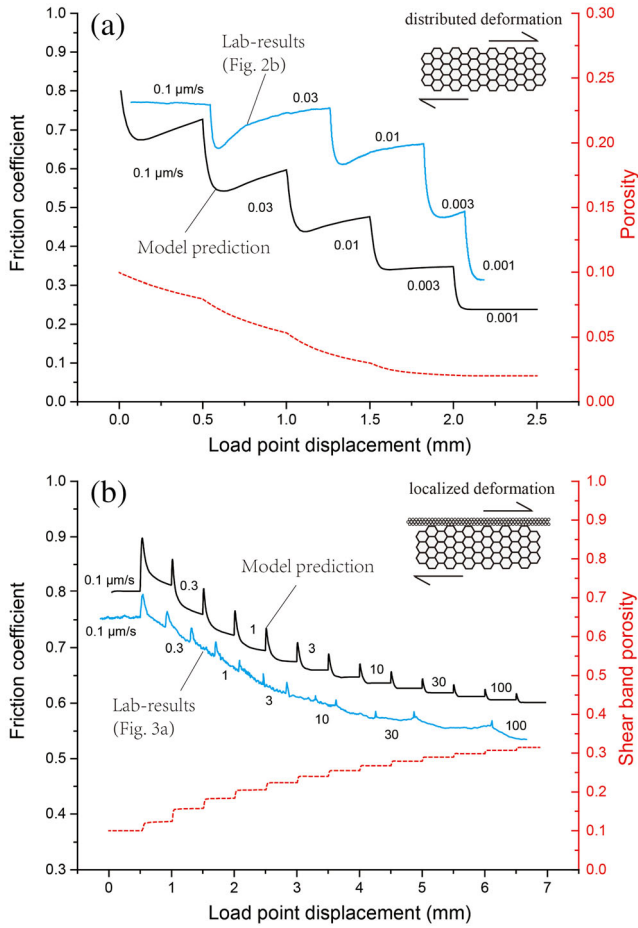 (a)
distributed deformation
Lab-results
(Fig. 2b)
0.1 μm/s
0.03
0.01
0.003
0.001
0.1 μm/s
0.03
0.01
0.003
0.001
Model prediction
Friction coefficient
1.0
0.9
0.8
0.7
0.6
0.5
0.4
0.3
0.2
0.1
0.0
Porosity
0.30
0.25
0.20
0.15
0.10
0.05
0.00
0.0 0.5 1.0 1.5 2.0 2.5
Load point displacement (mm)
(b)
localized deformation
Model prediction
0.1 μm/s
0.3
1
3
10
30
100
0.1 μm/s
0.3
1
3
10
30
100
Lab-results
(Fig. 3a)
Friction coefficient
1.0
0.9
0.8
0.7
0.6
0.5
0.4
0.3
Shear band porosity
1.0
0.9
0.8
0.7
0.6
0.5
0.4
0.3
0.2
0.1
0.0
0 1 2 3 4 5 6 7
Load point displacement (mm)